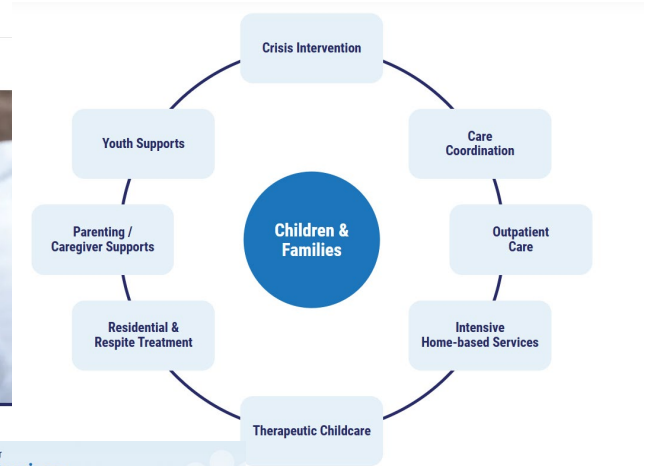 Crisis Intervention
Youth Supports
Care
Coordination
Parenting /
Caregiver Supports
Children &
Families
Outpatient
Care
Residential &
Respite Treatment
Intensive
Home-based Services
Therapeutic Childcare